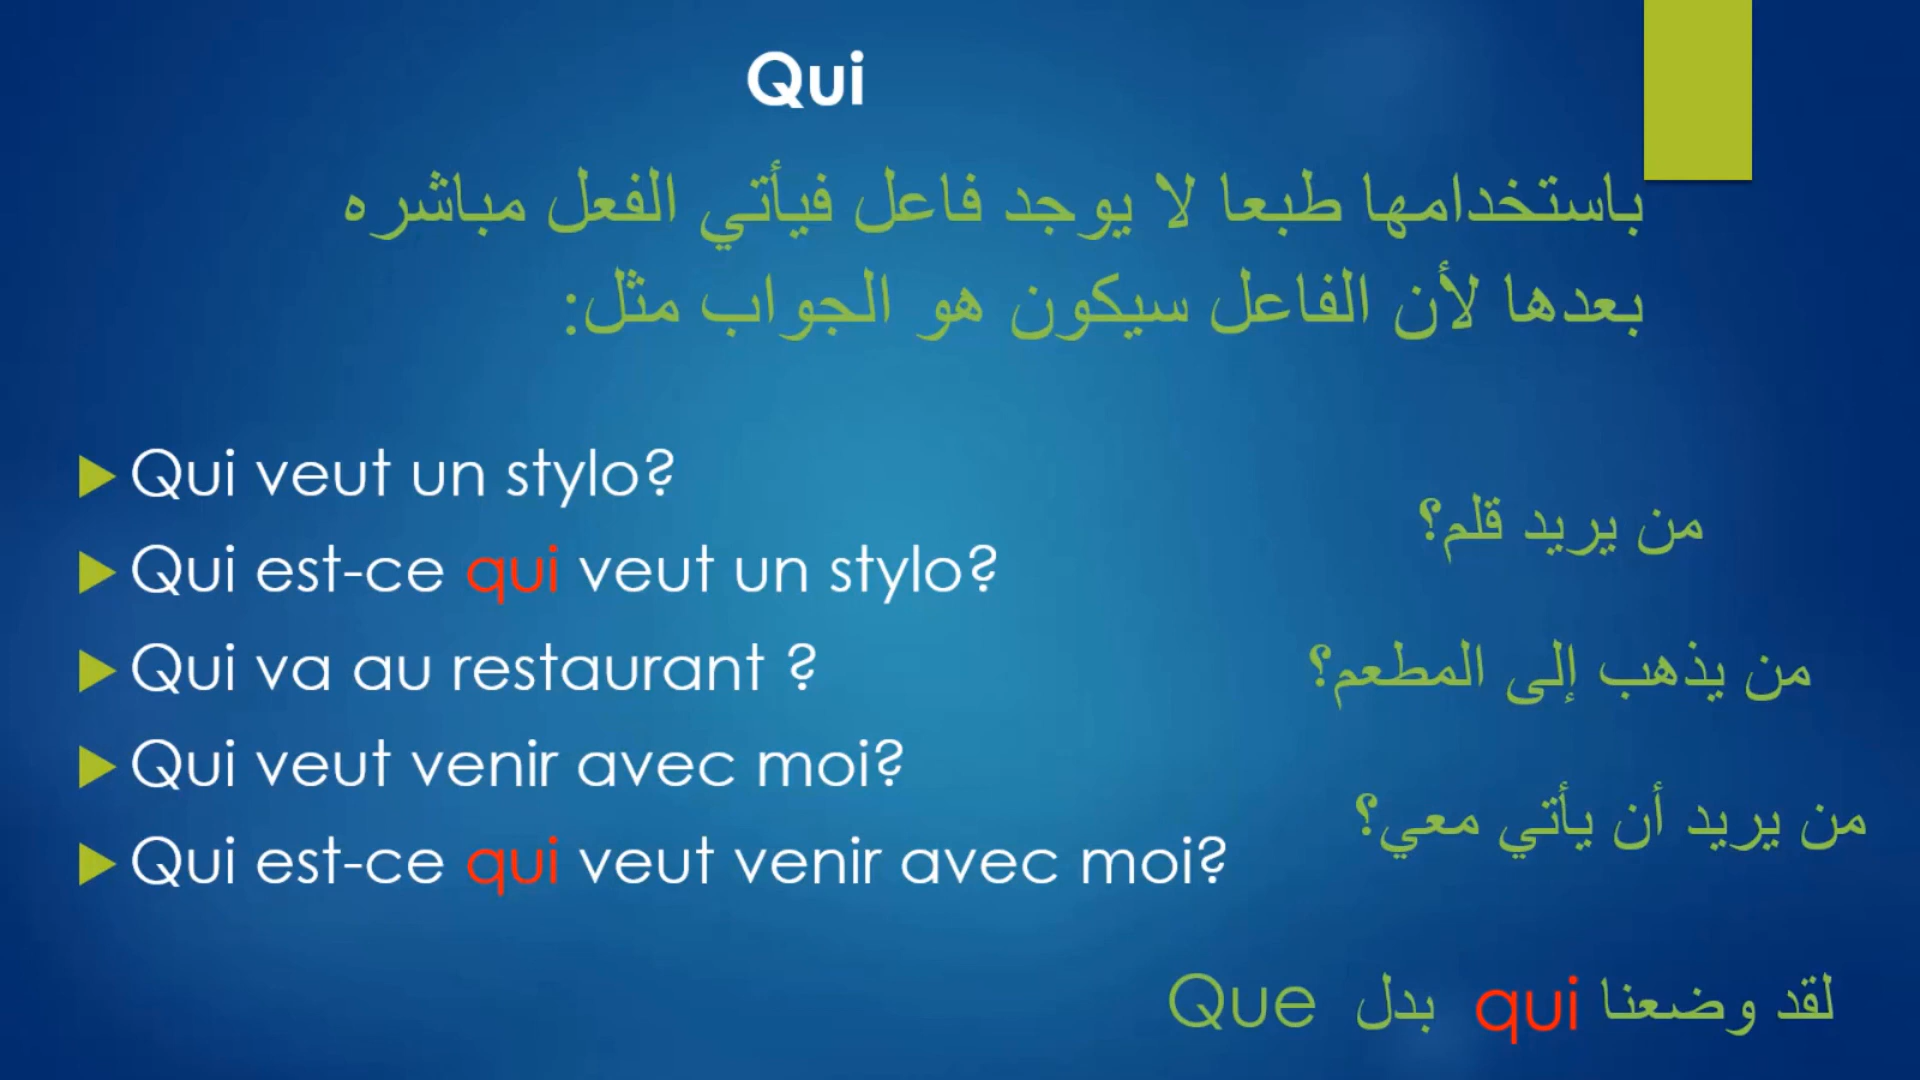 Qui
باستخدامها طبعا لا يوجد فاعل فيأتي الفعل مباشره
بعدها لأن الفاعل سيكون هو الجواب مثل:
Qui veut un stylo?
من يريد قلم؟
Qui est-ce qui veut un stylo?
Qui va au restaurant ?
من يذهب إلى المطعم؟
Qui veut venir avec moi?
من يريد أن يأتي معي؟
Qui est-ce qui veut venir avec moi?
لقد وضعنا qui بدل Que